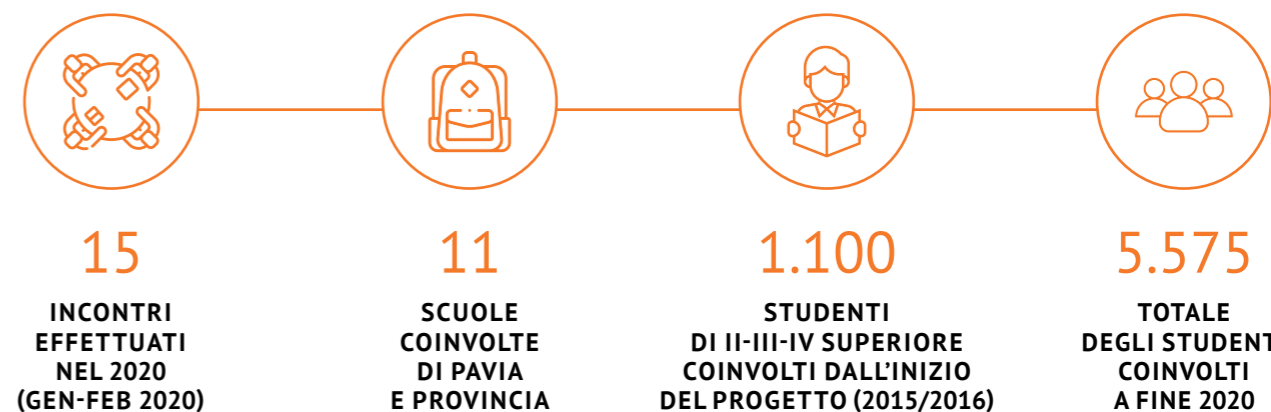 15
INCONTRI
EFFETTUATI
NEL 2020
(GEN-FEB 2020)
11
SCUOLE
COINVOLTE
DI PAVIA
E PROVINCIA
1.100
STUDENTI
DI II-III-IV SUPERIORE
COINVOLTI DALL'INIZIO
DEL PROGETTO (2015/2016)
5.575
TOTALE
DEGLI STUDENT
COINVOLTI
A FINE 2020